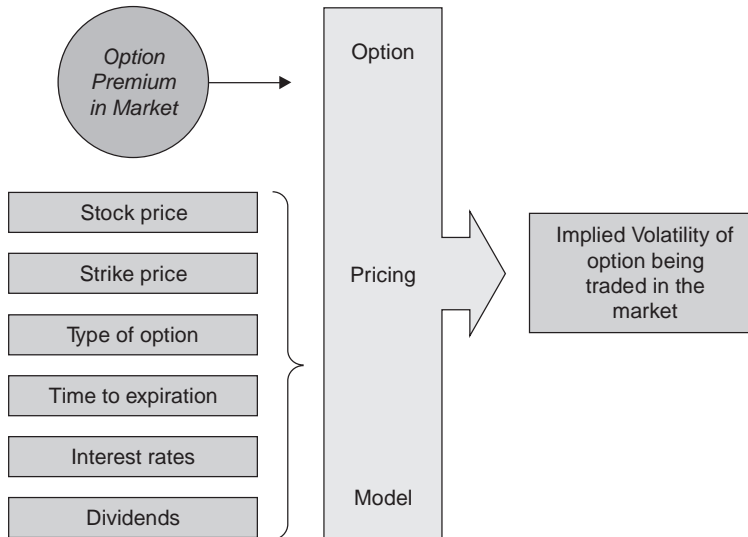 Option
Premium
in Market
Option
Stock price
Strike price
Type of option
Time to expiration
Interest rates
Dividends
Pricing
Model
Implied Volatility of
option being
traded in the
market